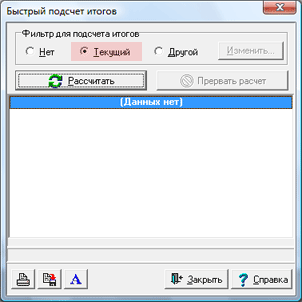 Быстрый подсчет итогов
Фильтр для подсчета итогов
Нет Текущий Другой Изменить...
Рассчитать Прервать расчет
(Данных нет)
A Закрыть ? Справка